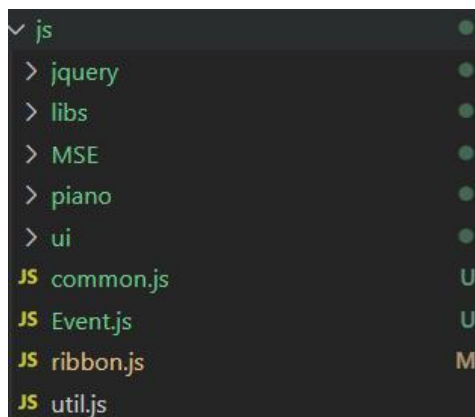 js
jquery
libs
MSE
piano
ui
JS common.js U
JS Event.js U
JS ribbon.js M
JS util.js